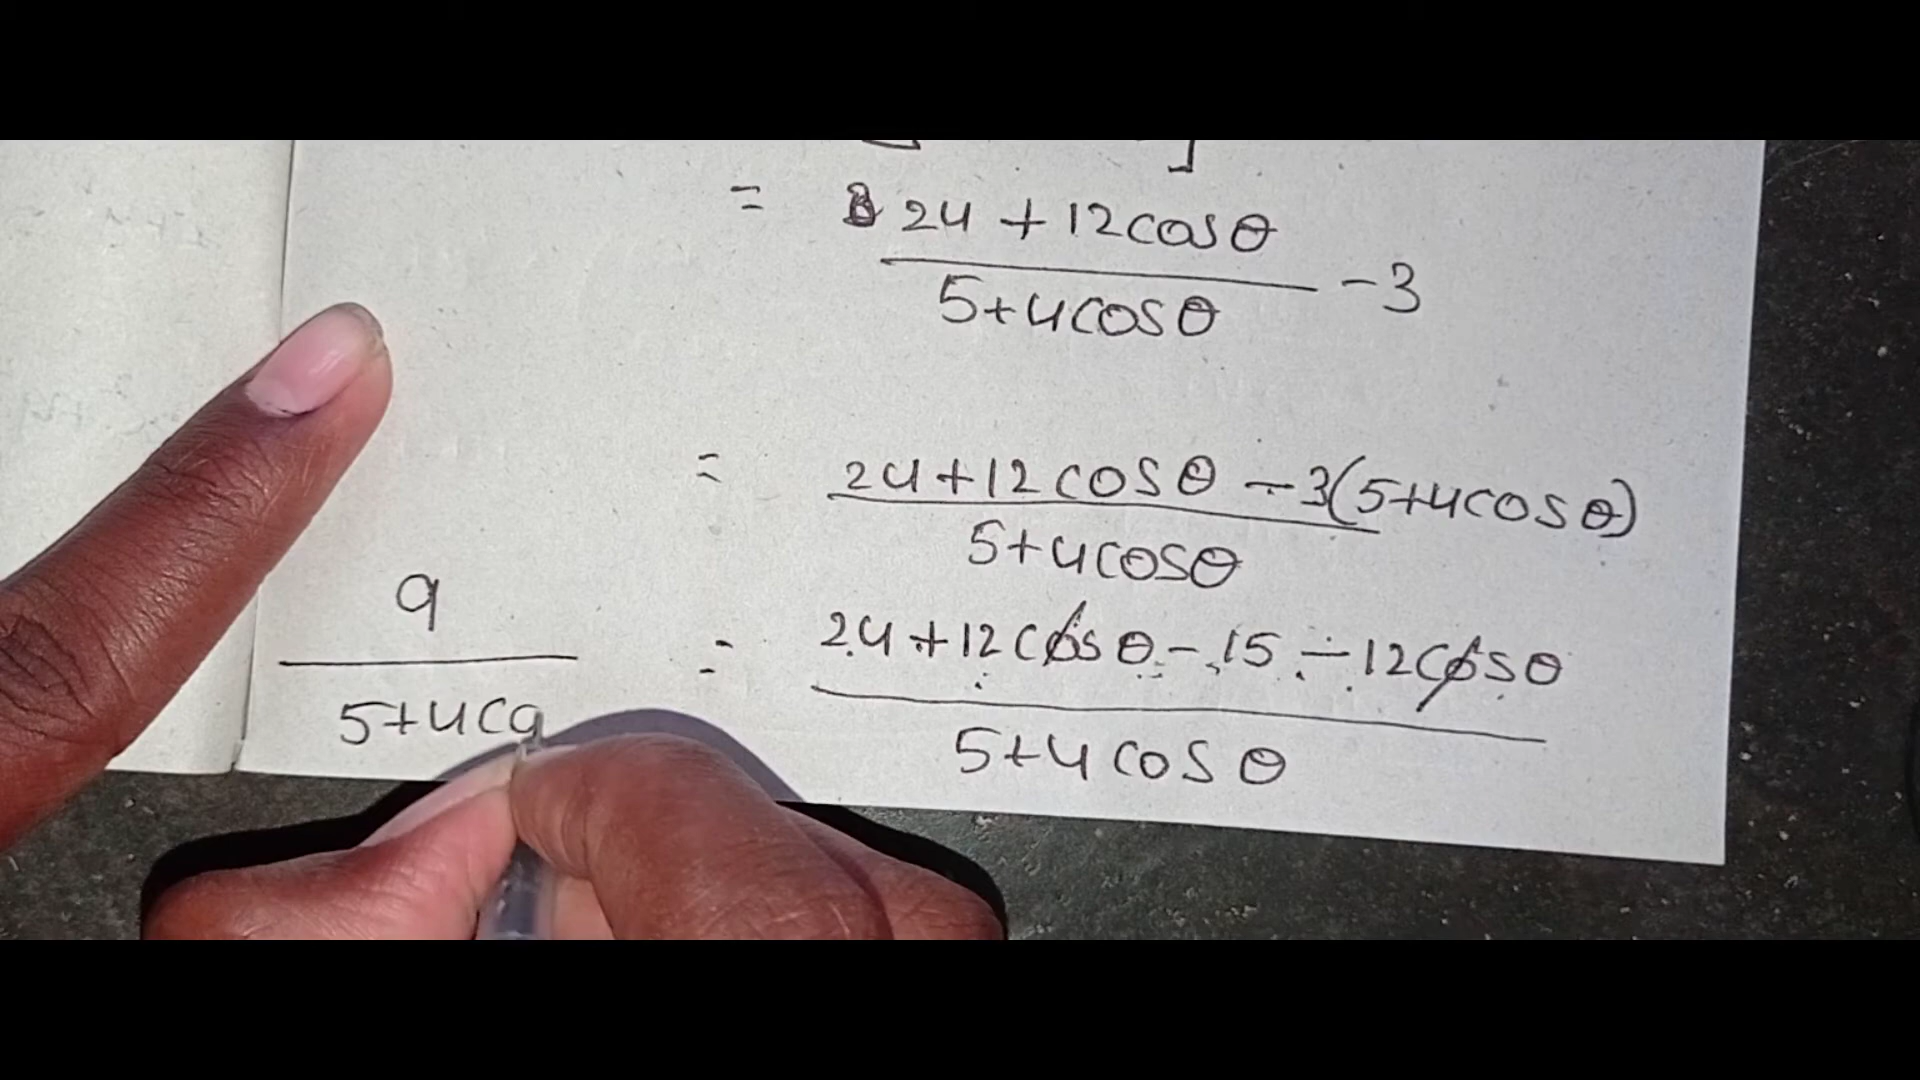 = 24 + 12cosθ
5+4cosθ -3
= 24+12cosθ - 3(5+4cosθ)
5+4cosθ
= 24+12cosθ - 15 - 12cosθ
5+4cosθ
9
5+4co